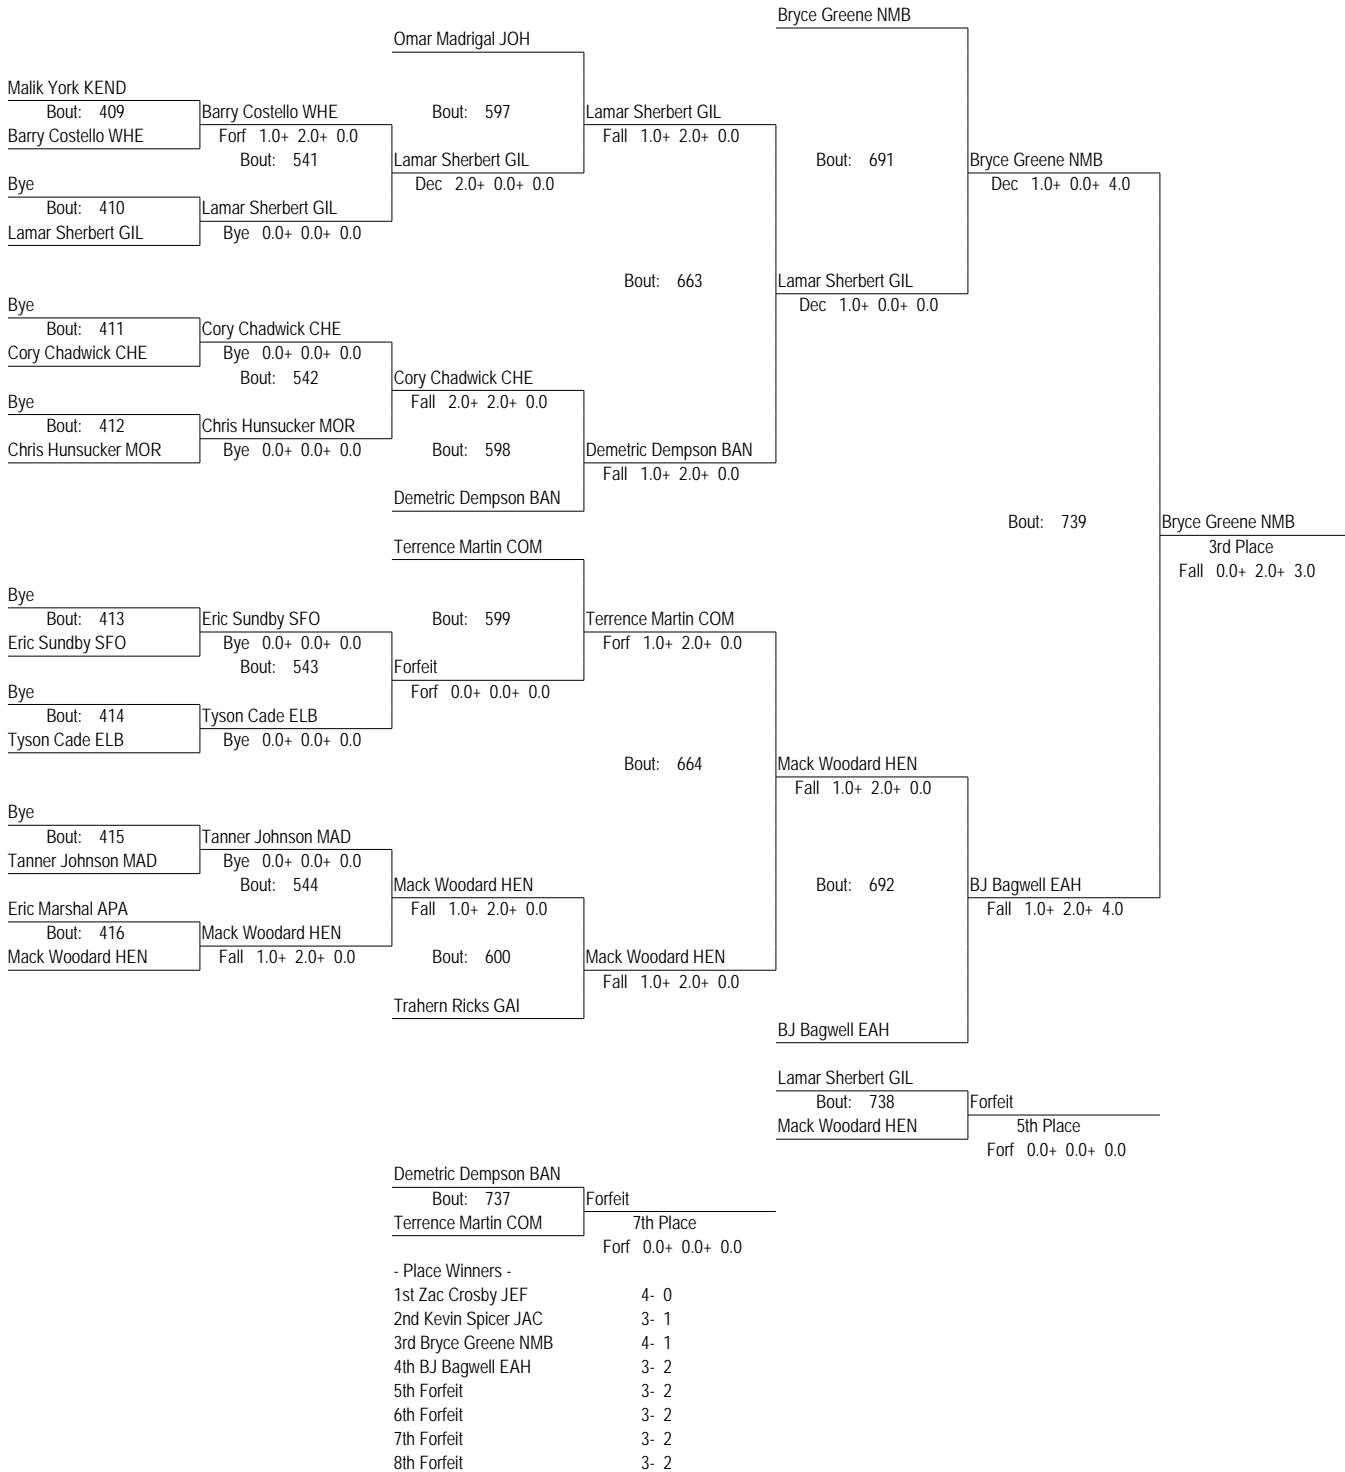 Bryce Greene NMB
Omar Madrigal JOH
Malik York KEND
Bout: 409 Barry Costello WHE Bout: 597 Lamar Sherbert GIL
Barry Costello WHE Forf 1.0+ 2.0+ 0.0 Fall 1.0+ 2.0+ 0.0
Bout: 541 Lamar Sherbert GIL Bout: 691 Bryce Greene NMB
Bye Dec 2.0+ 0.0+ 0.0 Dec 1.0+ 0.0+ 4.0
Bout: 410 Lamar Sherbert GIL
Lamar Sherbert GIL Bye 0.0+ 0.0+ 0.0
Bout: 663 Lamar Sherbert GIL
Bye Dec 1.0+ 0.0+ 0.0
Bout: 411 Cory Chadwick CHE
Cory Chadwick CHE Bye 0.0+ 0.0+ 0.0
Bout: 542 Cory Chadwick CHE
Bye Fall 2.0+ 2.0+ 0.0
Bout: 412 Chris Hunsucker MOR
Chris Hunsucker MOR Bye 0.0+ 0.0+ 0.0 Bout: 598 Demetric Dempson BAN
Fall 1.0+ 2.0+ 0.0
Demetric Dempson BAN
Bout: 739 Bryce Greene NMB
Terrence Martin COM 3rd Place
Fall 0.0+ 2.0+ 3.0
Bye
Bout: 413 Eric Sundby SFO Bout: 599 Terrence Martin COM
Eric Sundby SFO Bye 0.0+ 0.0+ 0.0 Forf 1.0+ 2.0+ 0.0
Bout: 543 Forfeit
Bye Forf 0.0+ 0.0+ 0.0
Bout: 414 Tyson Cade ELB
Tyson Cade ELB Bye 0.0+ 0.0+ 0.0
Bout: 664 Mack Woodard HEN
Fall 1.0+ 2.0+ 0.0
Bye
Bout: 415 Tanner Johnson MAD
Tanner Johnson MAD Bye 0.0+ 0.0+ 0.0
Bout: 544 Mack Woodard HEN Bout: 692 BJ Bagwell EAH
Eric Marshal APA Fall 1.0+ 2.0+ 0.0 Fall 1.0+ 2.0+ 4.0
Bout: 416 Mack Woodard HEN
Mack Woodard HEN Fall 1.0+ 2.0+ 0.0 Bout: 600 Mack Woodard HEN
Fall 1.0+ 2.0+ 0.0
Trahern Ricks GAI
BJ Bagwell EAH
Lamar Sherbert GIL
Bout: 738 Forfeit
Mack Woodard HEN 5th Place
Forf 0.0+ 0.0+ 0.0
Demetric Dempson BAN
Bout: 737 Forfeit
Terrence Martin COM 7th Place
Forf 0.0+ 0.0+ 0.0
- Place Winners -
1st Zac Crosby JEF 4- 0
2nd Kevin Spicer JAC 3- 1
3rd Bryce Greene NMB 4- 1
4th BJ Bagwell EAH 3- 2
5th Forfeit 3- 2
6th Forfeit 3- 2
7th Forfeit 3- 2
8th Forfeit 3- 2